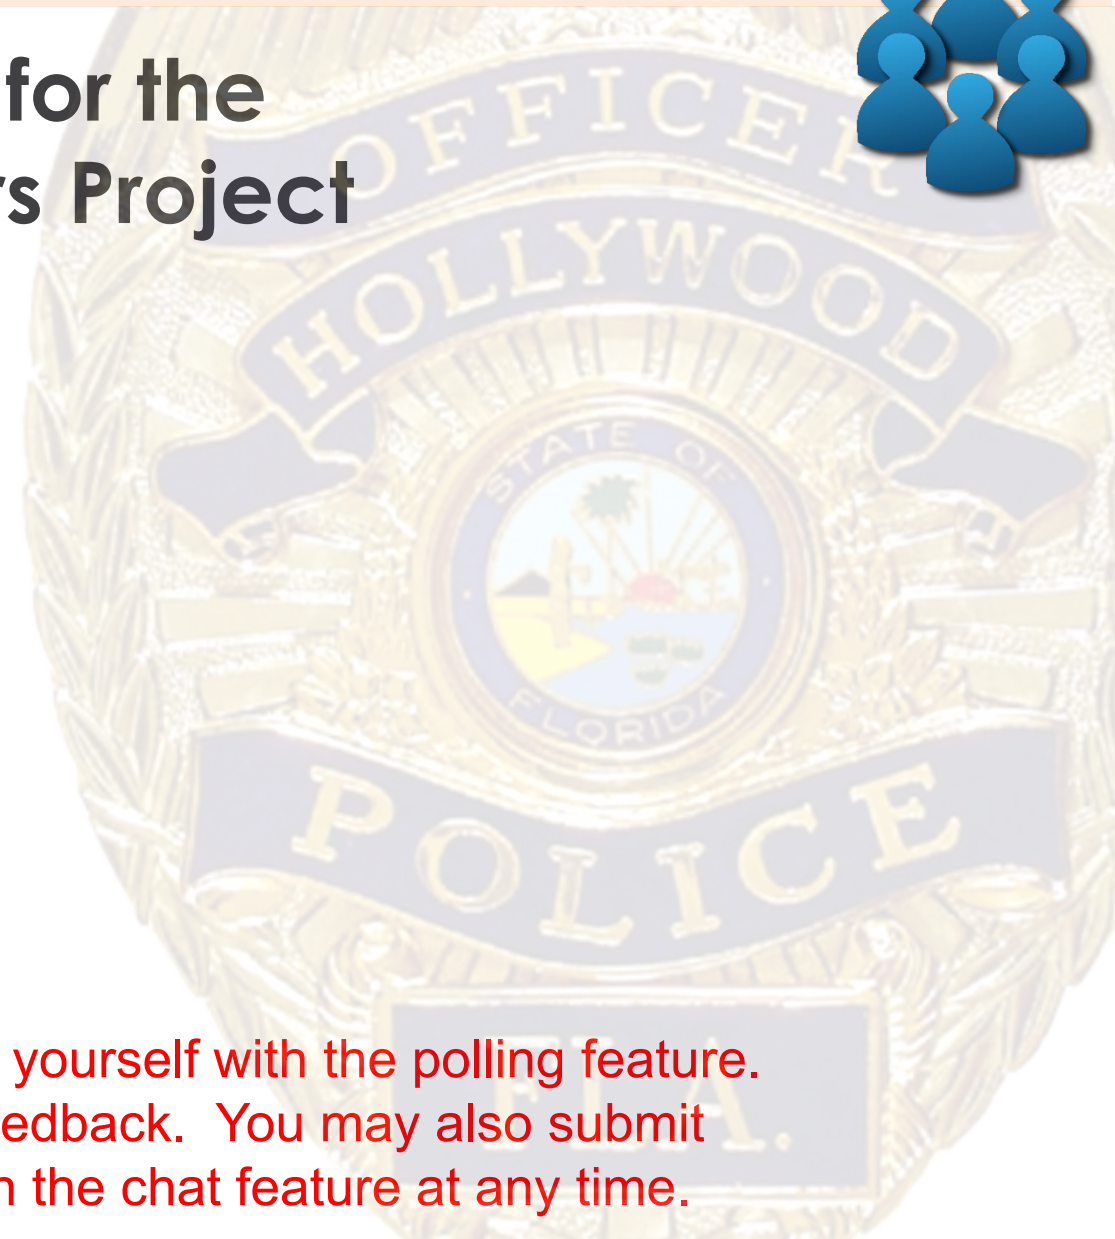 for the
rs Project
OFFICER
HOLLYWOOD
STATE OF
FLORIDA
POLICE
yourself with the polling feature.
edback. You may also submit
n the chat feature at any time.
FLA.